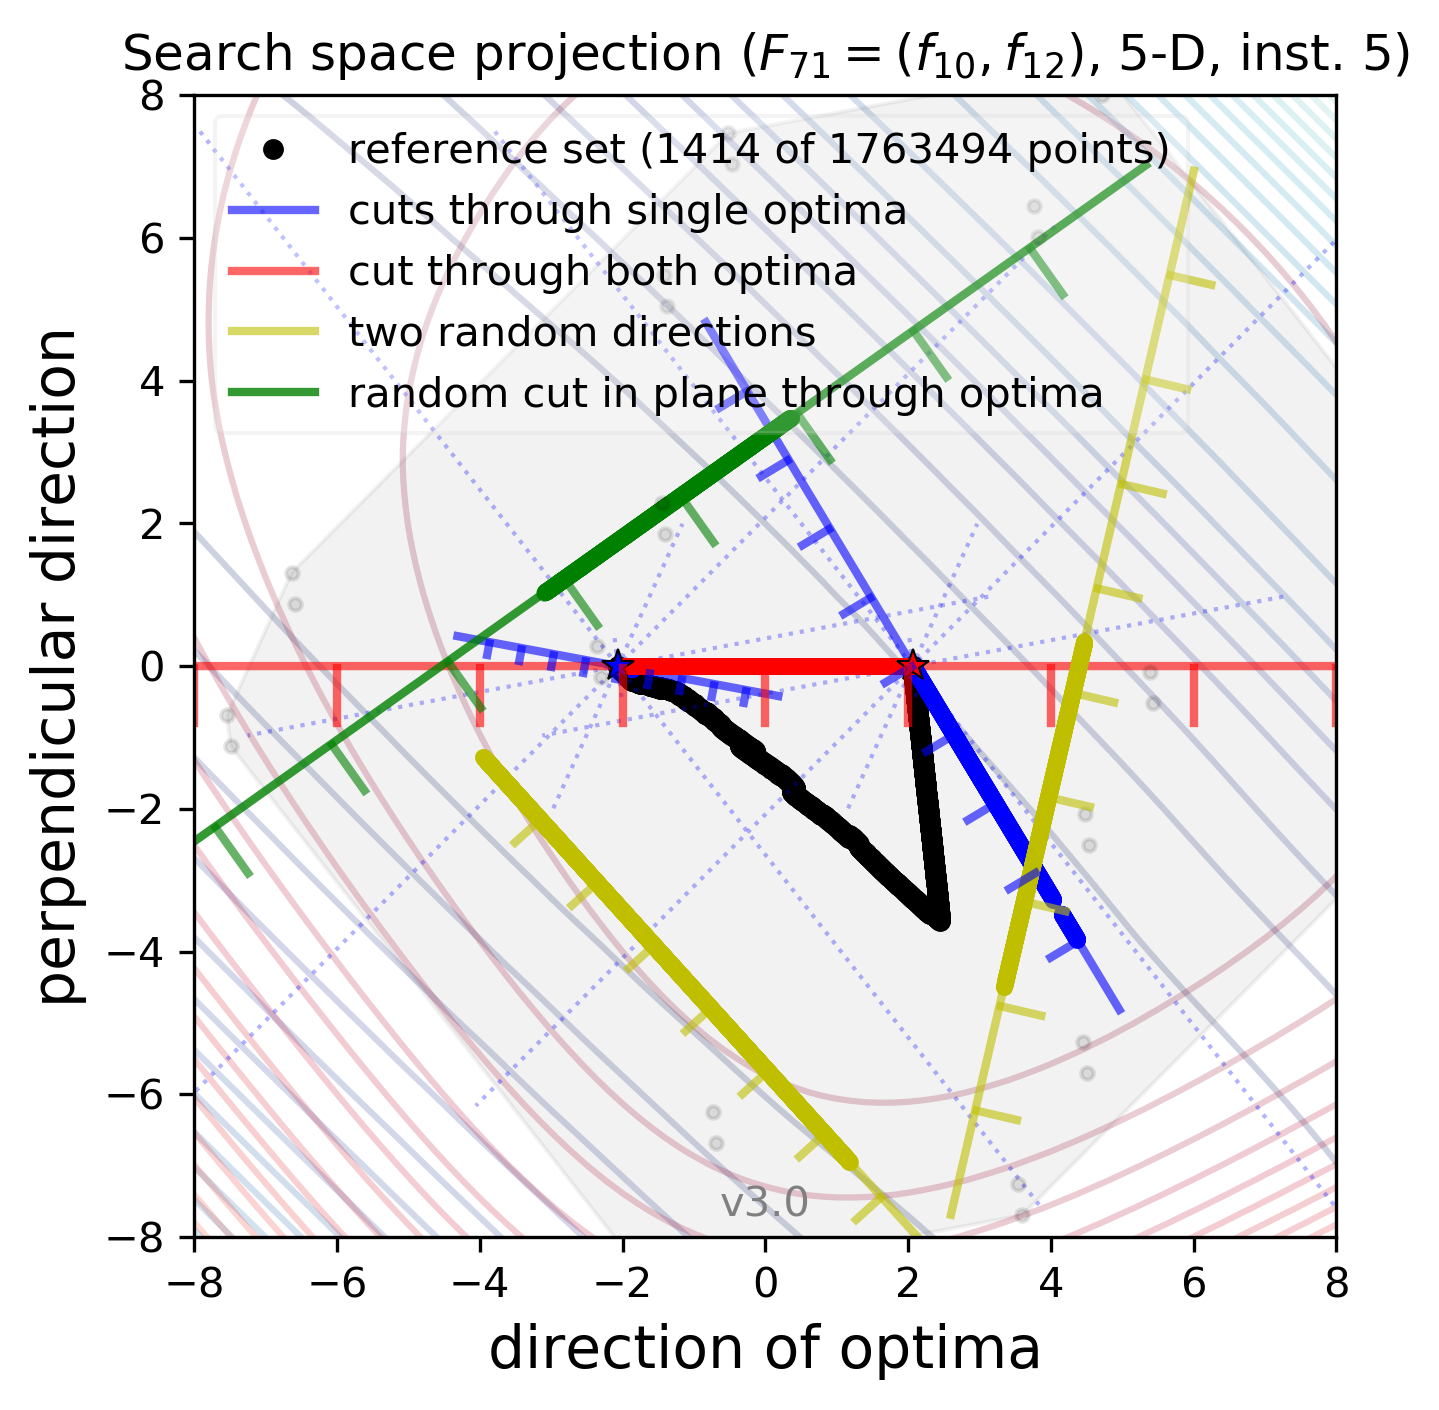 Search space projection (F71 = (f10, f12), 5-D, inst. 5)
reference set (1414 of 1763494 points)
cuts through single optima
cut through both optima
two random directions
random cut in plane through optima
8
6
4
2
0
−2
−4
−6
−8
perpendicular direction
v3.0
−8
−6
−4
−2
0
2
4
6
8
direction of optima